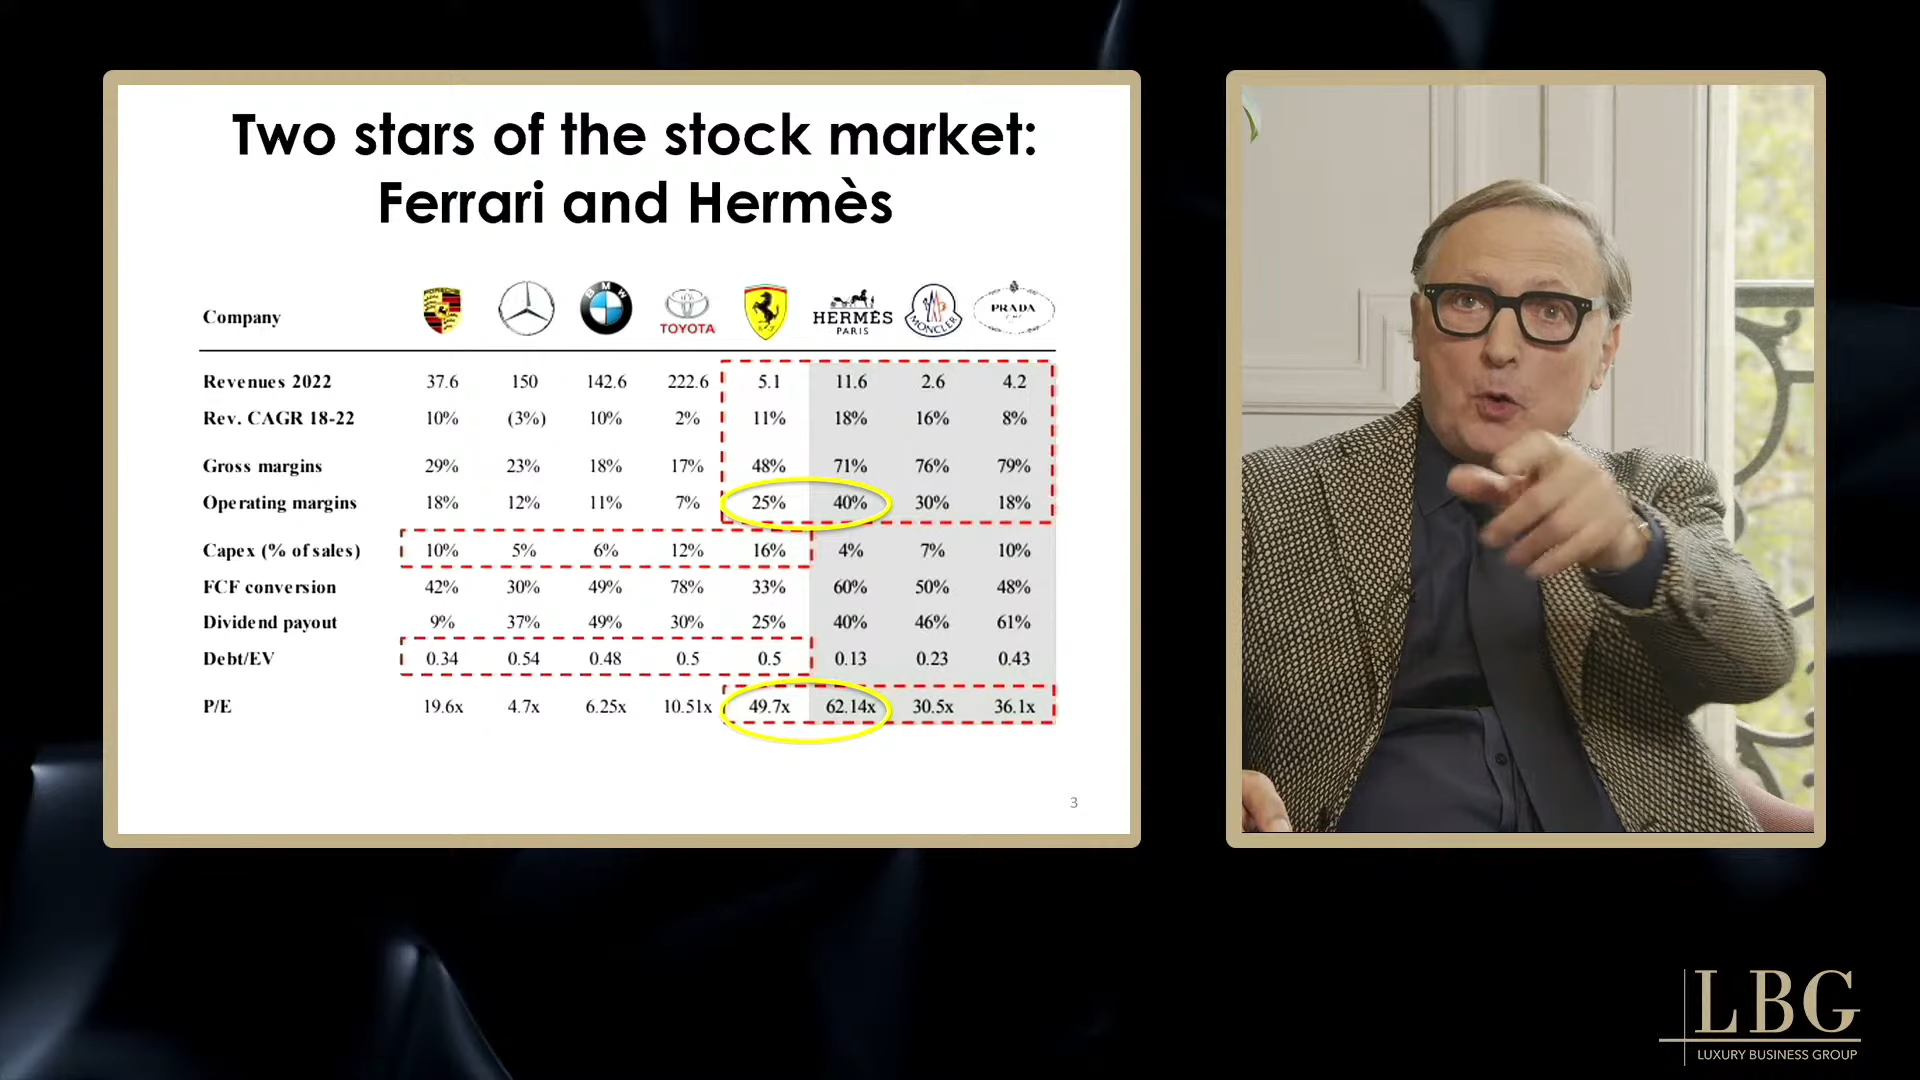 Two stars of the stock market:
Ferrari and Hermès
Company PORSCHE BMW TOYOTA HERMÈS PARIS MONCLER PRADA
Revenues 2022 37.6 150 142.6 222.6 5.1 11.6 2.6 4.2
Rev. CAGR 18-22 10% (3%) 10% 2% 11% 18% 16% 8%
Gross margins 29% 23% 18% 17% 48% 71% 76% 79%
Operating margins 18% 12% 11% 7% 25% 40% 30% 18%
Capex (% of sales) 10% 5% 6% 12% 16% 4% 7% 10%
FCF conversion 42% 30% 49% 78% 33% 60% 50% 48%
Dividend payout 9% 37% 49% 30% 25% 40% 46% 61%
Debt/EV 0.34 0.54 0.48 0.5 0.5 0.13 0.23 0.43
P/E 19.6x 4.7x 6.25x 10.51x 49.7x 62.14x 30.5x 36.1x
3
LBG
LUXURY BUSINESS GROUP